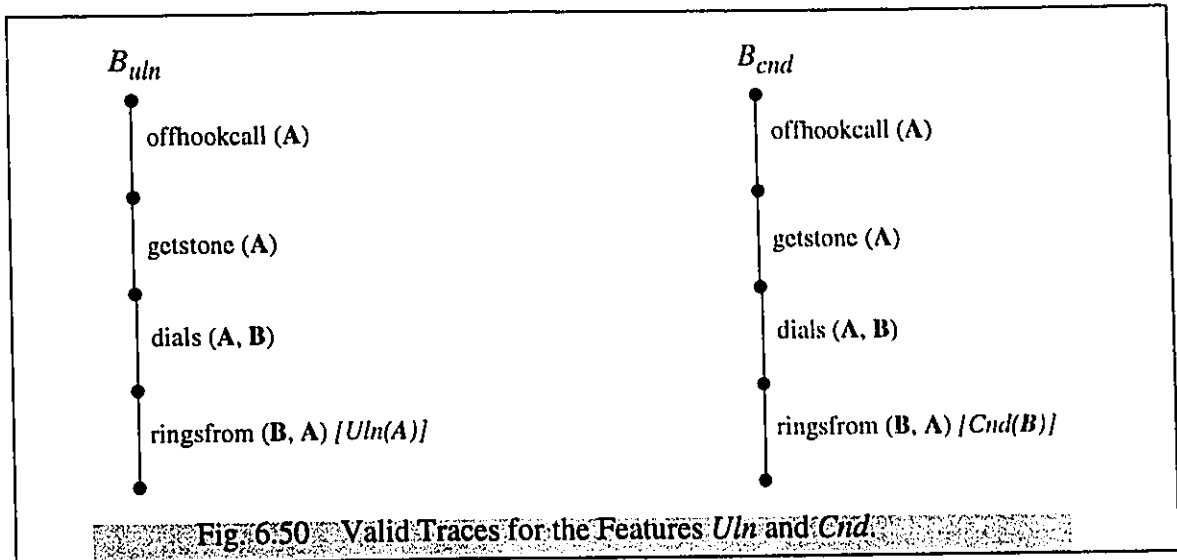 B_uln
offhookcall (A)
getstone (A)
dials (A, B)
ringsfrom (B, A) [Uln(A)]
B_cnd
offhookcall (A)
getstone (A)
dials (A, B)
ringsfrom (B, A) [Cnd(B)]
Fig. 6.50 Valid Traces for the Features Uln and Cnd.